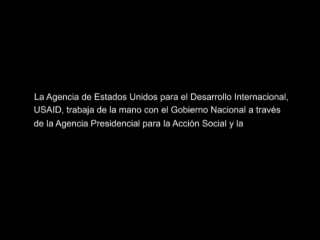 La Agencia de Estados Unidos para el Desarrollo Internacional,
USAID, trabaja de la mano con el Gobierno Nacional a través
de la Agencia Presidencial para la Acción Social y la